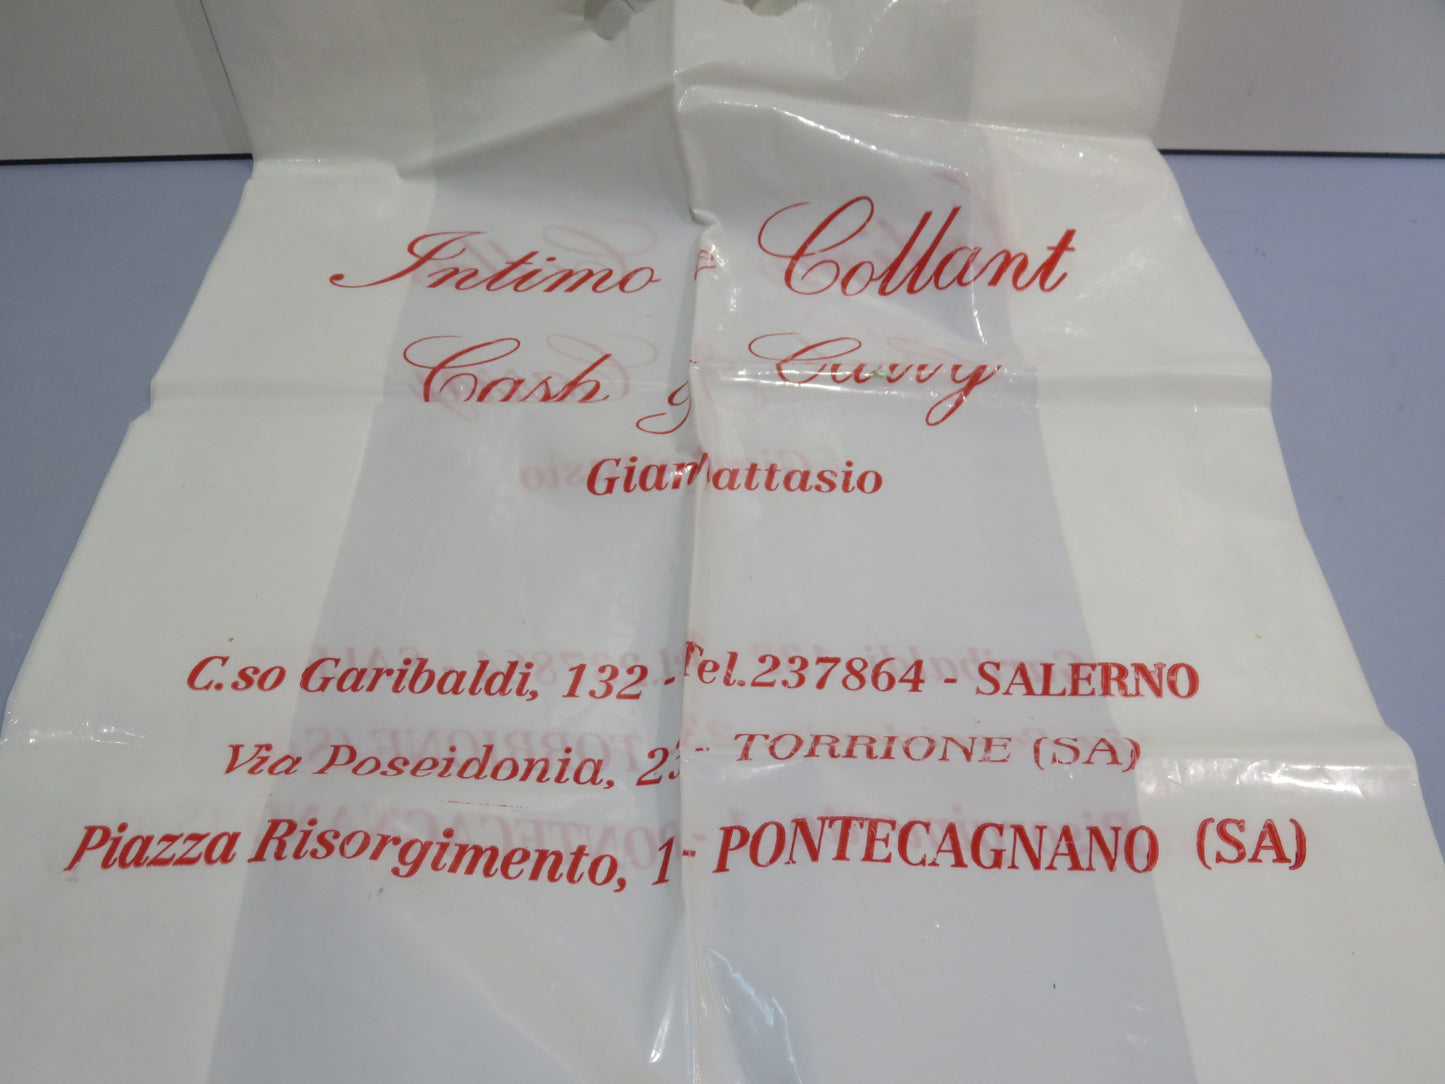 Intimo e Collant
Cash & Carry
Giambattasio
C.so Garibaldi, 132 - Tel. 237864 - SALERNO
Via Poseidonia, - TORRIONE (SA)
Piazza Risorgimento, 1 - PONTECAGNANO (SA)